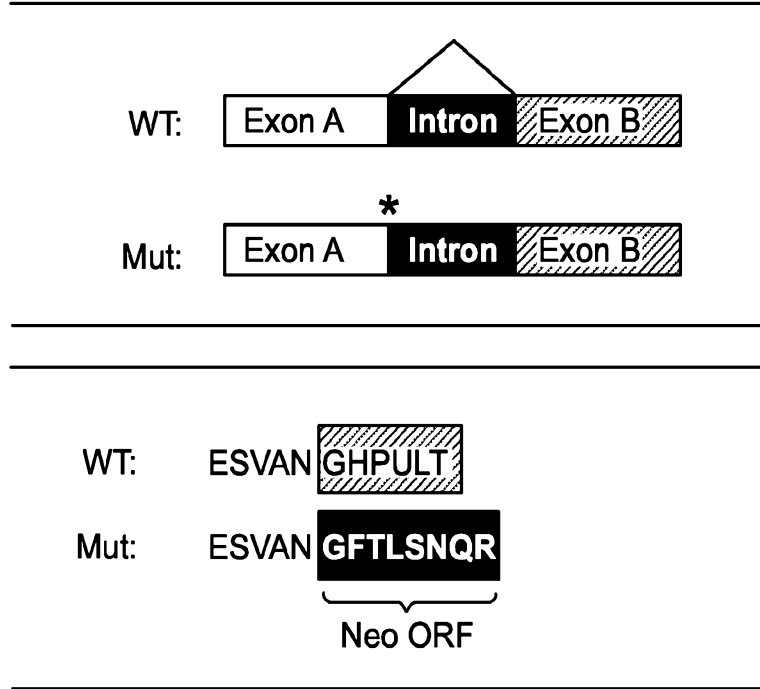 WT: Exon A Intron Exon B
*
Mut: Exon A Intron Exon B
WT: ESVAN GHPULT
Mut: ESVAN GFTLSNQR
Neo ORF